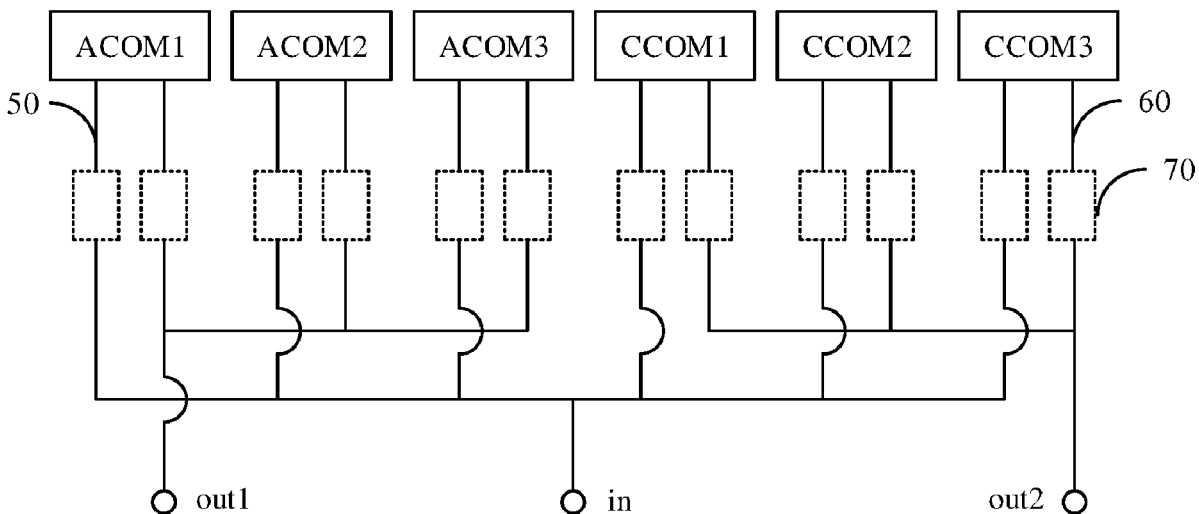 ACOM1 ACOM2 ACOM3 CCOM1 CCOM2 CCOM3
50 60
70
out1 in out2